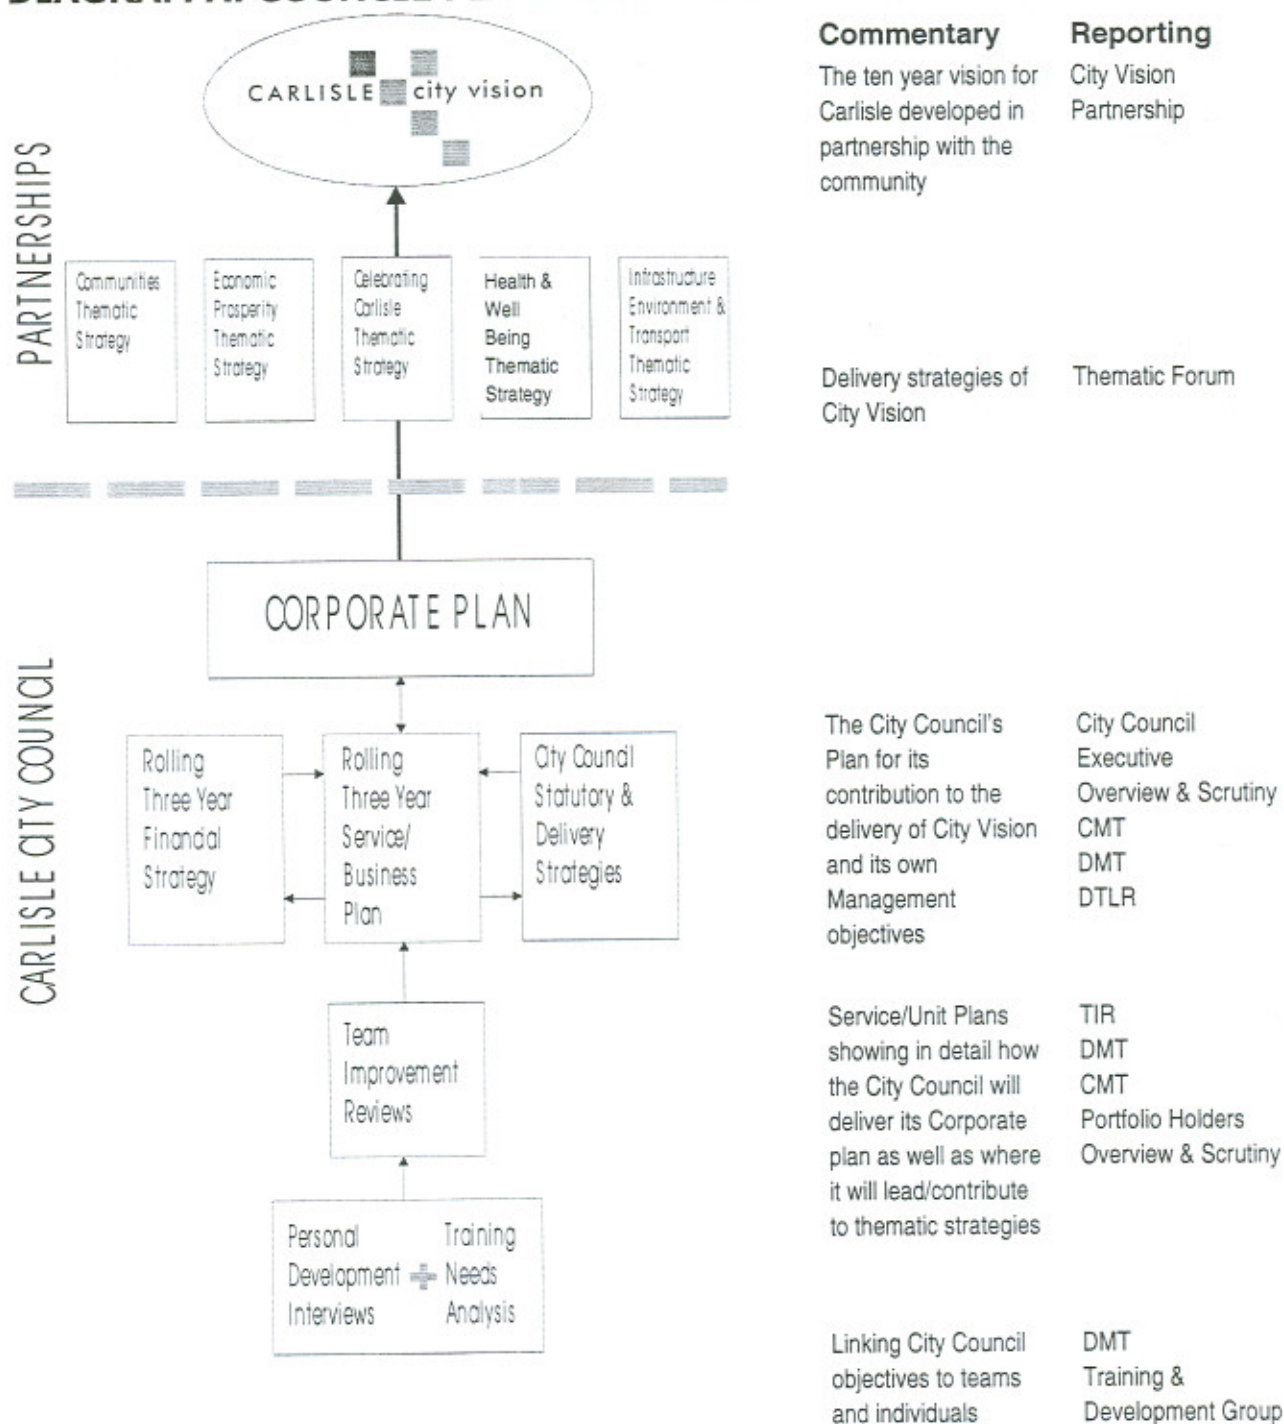 Commentary
Reporting
CARLISLE city vision
The ten year vision for
Carlisle developed in
partnership with the
community
City Vision
Partnership
PARTNERSHIPS
Communities
Thematic
Strategy
Economic
Prosperity
Thematic
Strategy
Celebrating
Carlisle
Thematic
Strategy
Health &
Well
Being
Thematic
Strategy
Infrastructure
Environment &
Transport
Thematic
Strategy
Delivery strategies of
City Vision
Thematic Forum
CORPORATE PLAN
CARLISLE CITY COUNCIL
Rolling
Three Year
Financial
Strategy
Rolling
Three Year
Service/
Business
Plan
City Council
Statutory &
Delivery
Strategies
The City Council's
Plan for its
contribution to the
delivery of City Vision
and its own
Management
objectives
City Council
Executive
Overview & Scrutiny
CMT
DMT
DTLR
Team
Improvement
Reviews
Service/Unit Plans
showing in detail how
the City Council will
deliver its Corporate
plan as well as where
it will lead/contribute
to thematic strategies
TIR
DMT
CMT
Portfolio Holders
Overview & Scrutiny
Personal
Development
Interviews
+
Training
Needs
Analysis
Linking City Council
objectives to teams
and individuals
DMT
Training &
Development Group